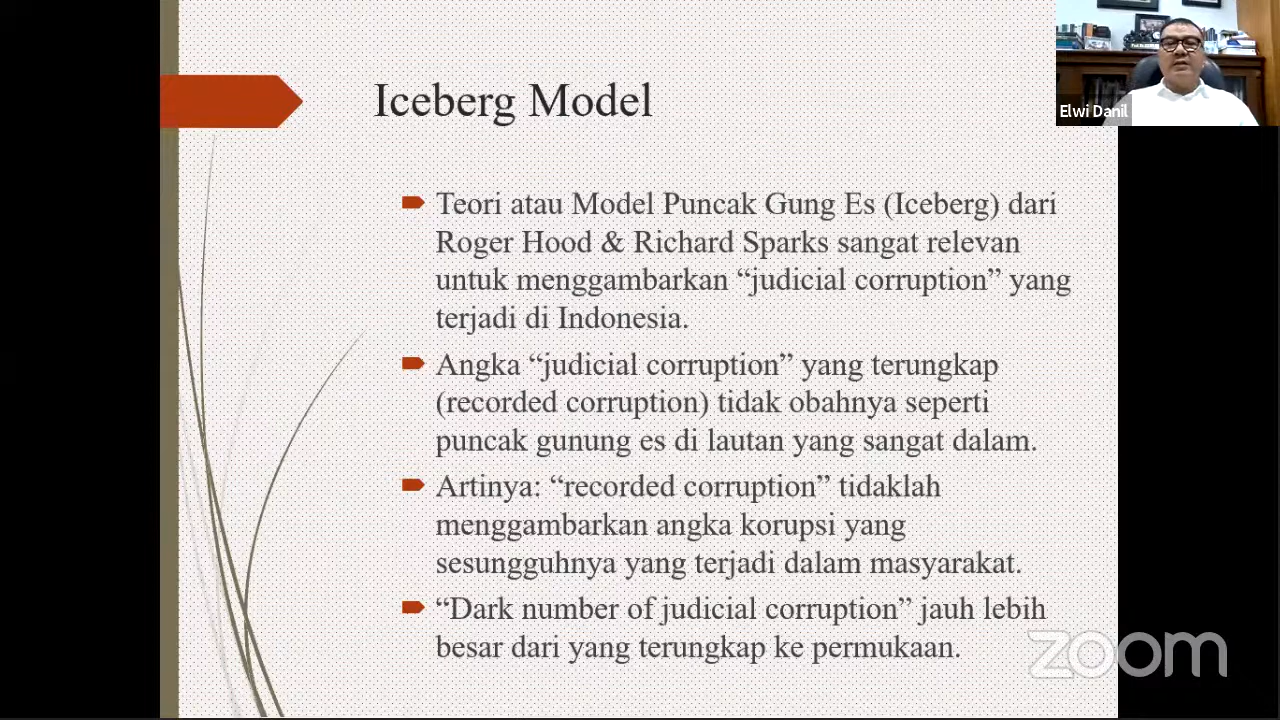 Iceberg Model
Elwi Danil
Teori atau Model Puncak Gung Es (Iceberg) dari
Roger Hood & Richard Sparks sangat relevan
untuk menggambarkan “judicial corruption” yang
terjadi di Indonesia.
Angka “judicial corruption” yang terungkap
(recorded corruption) tidak obahnya seperti
puncak gunung es di lautan yang sangat dalam.
Artinya: “recorded corruption” tidaklah
menggambarkan angka korupsi yang
sesungguhnya yang terjadi dalam masyarakat.
“Dark number of judicial corruption” jauh lebih
besar dari yang terungkap ke permukaan.
zoom